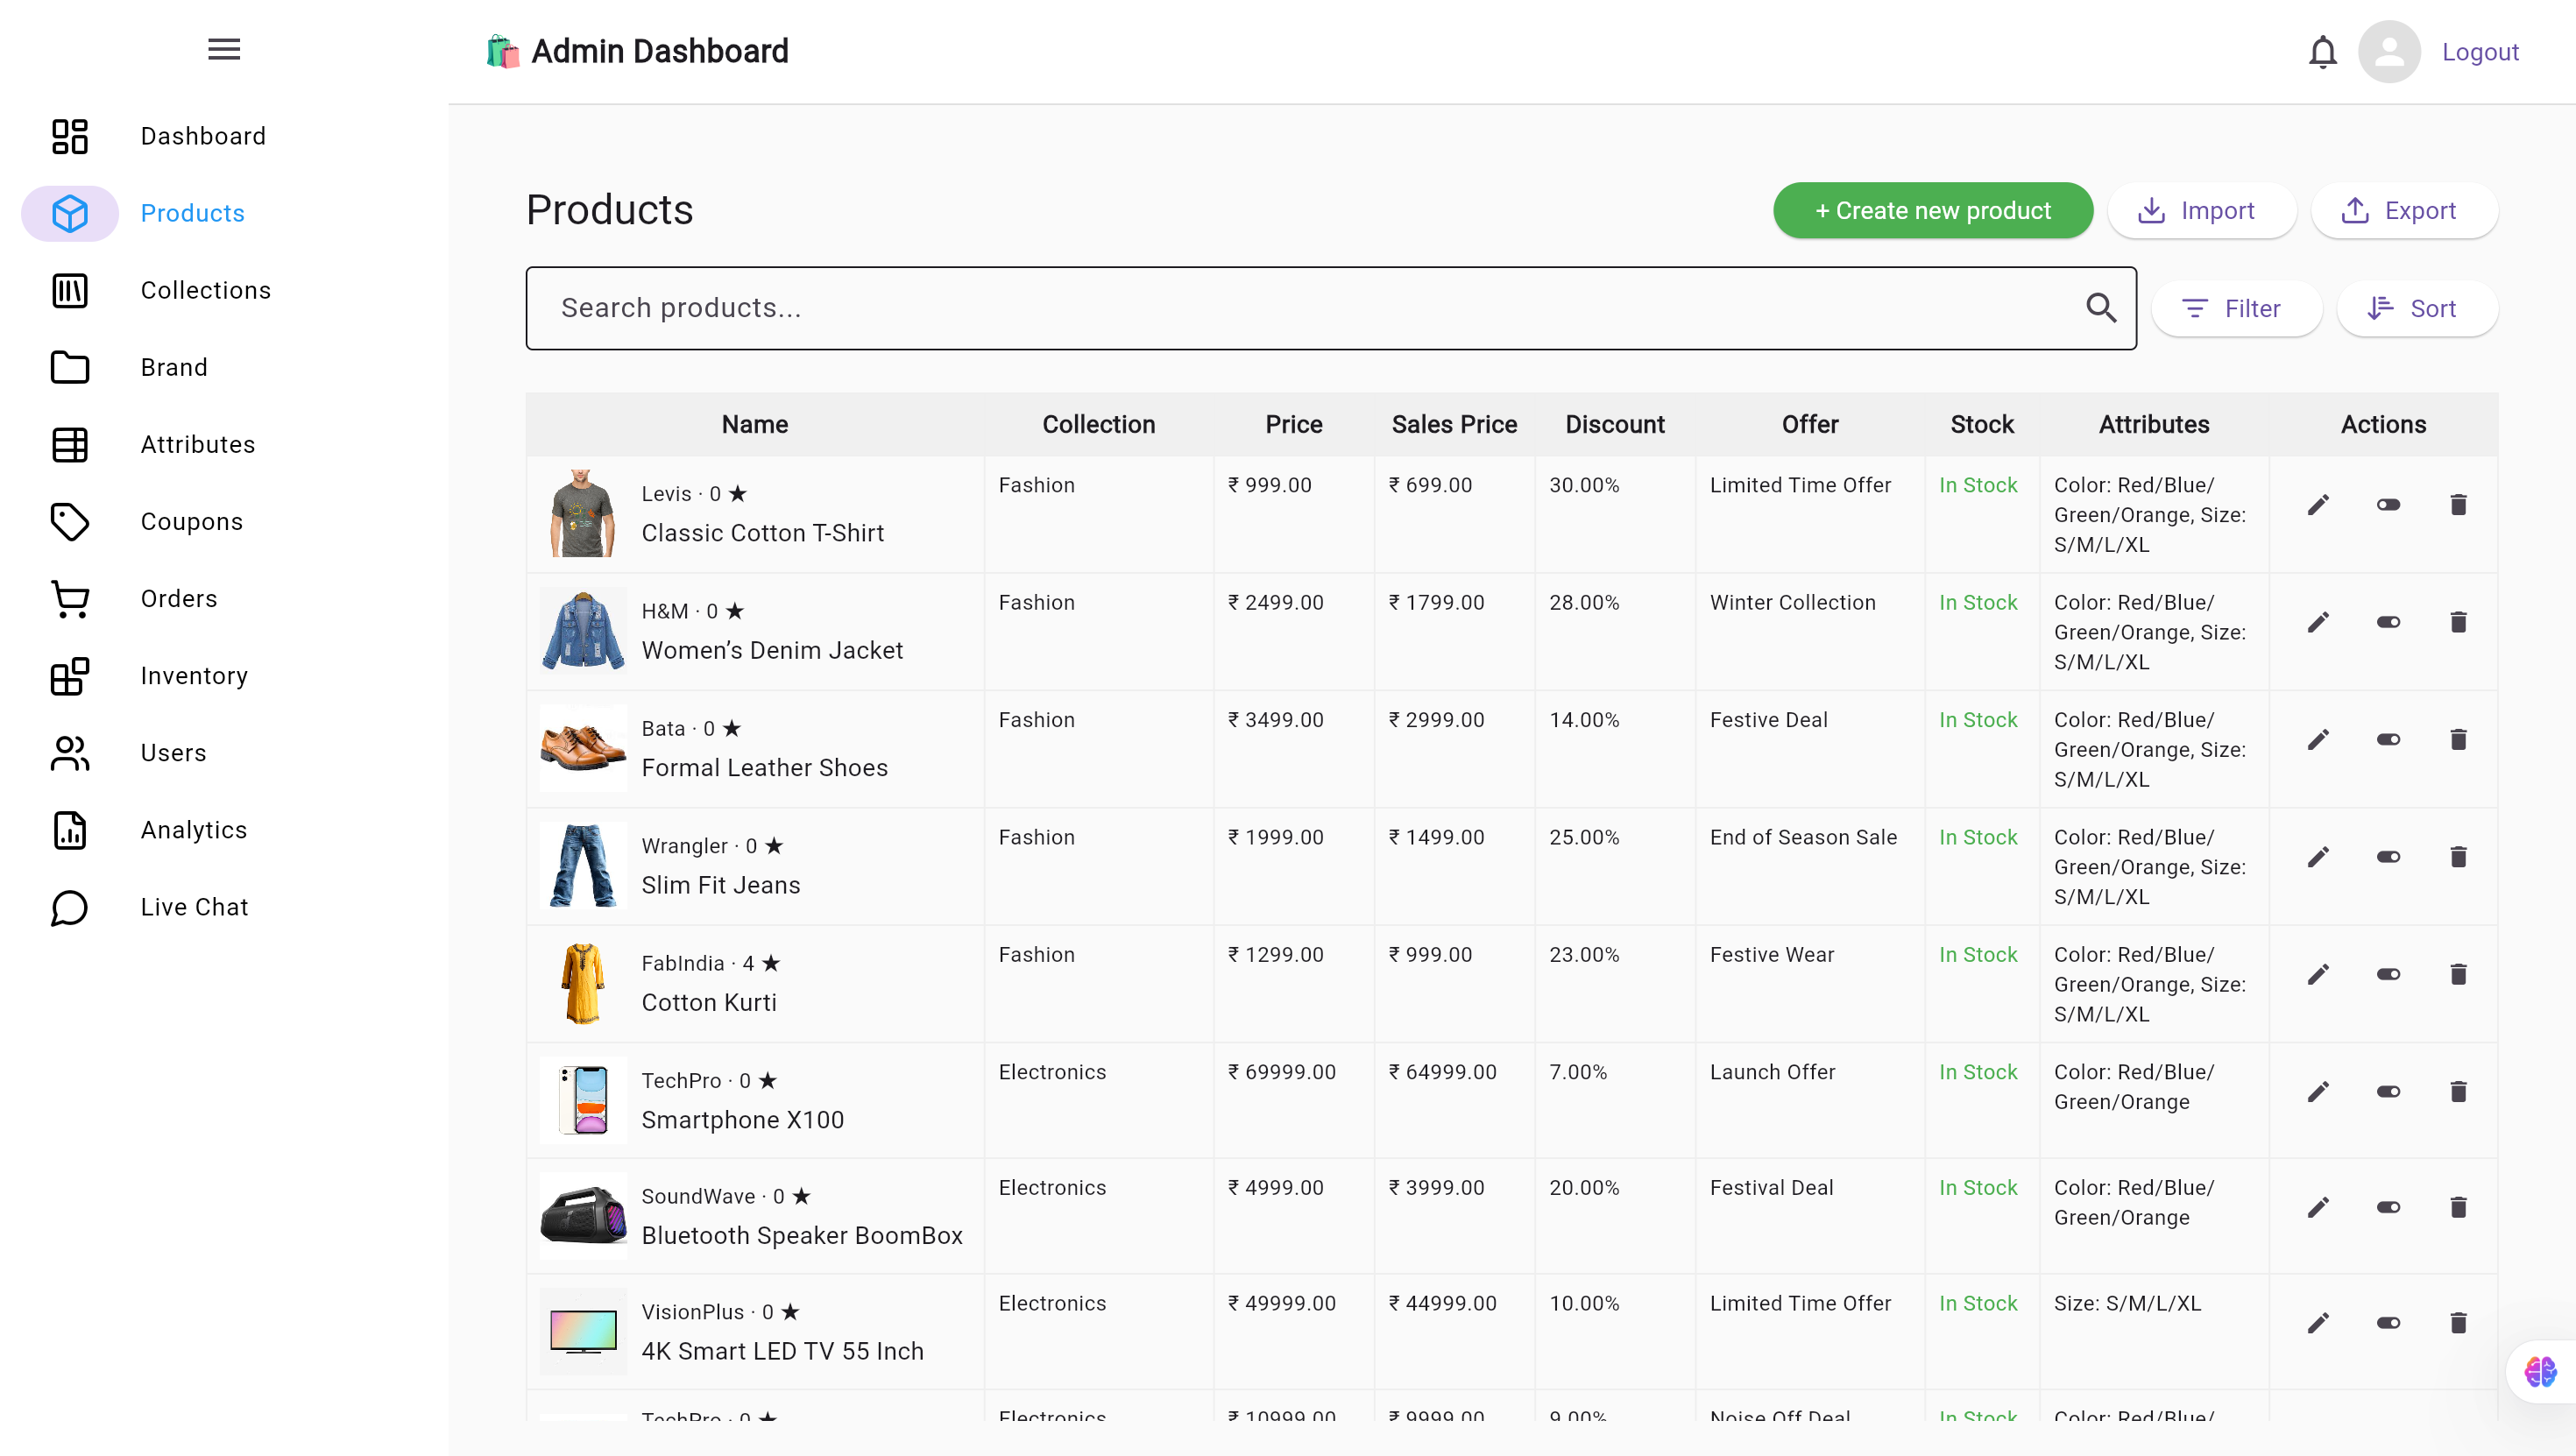 Admin Dashboard
Logout
Dashboard
Products
Collections
Brand
Attributes
Coupons
Orders
Inventory
Users
Analytics
Live Chat
Products
+ Create new product
Import
Export
Search products...
Filter
Sort
Name Collection Price Sales Price Discount Offer Stock Attributes Actions
Levis · 0 ★
Classic Cotton T-Shirt
Fashion
₹ 999.00
₹ 699.00
30.00%
Limited Time Offer
In Stock
Color: Red/Blue/
Green/Orange, Size:
S/M/L/XL
H&M · 0 ★
Women’s Denim Jacket
Fashion
₹ 2499.00
₹ 1799.00
28.00%
Winter Collection
In Stock
Color: Red/Blue/
Green/Orange, Size:
S/M/L/XL
Bata · 0 ★
Formal Leather Shoes
Fashion
₹ 3499.00
₹ 2999.00
14.00%
Festive Deal
In Stock
Color: Red/Blue/
Green/Orange, Size:
S/M/L/XL
Wrangler · 0 ★
Slim Fit Jeans
Fashion
₹ 1999.00
₹ 1499.00
25.00%
End of Season Sale
In Stock
Color: Red/Blue/
Green/Orange, Size:
S/M/L/XL
FabIndia · 4 ★
Cotton Kurti
Fashion
₹ 1299.00
₹ 999.00
23.00%
Festive Wear
In Stock
Color: Red/Blue/
Green/Orange, Size:
S/M/L/XL
TechPro · 0 ★
Smartphone X100
Electronics
₹ 69999.00
₹ 64999.00
7.00%
Launch Offer
In Stock
Color: Red/Blue/
Green/Orange
SoundWave · 0 ★
Bluetooth Speaker BoomBox
Electronics
₹ 4999.00
₹ 3999.00
20.00%
Festival Deal
In Stock
Color: Red/Blue/
Green/Orange
VisionPlus · 0 ★
4K Smart LED TV 55 Inch
Electronics
₹ 49999.00
₹ 44999.00
10.00%
Limited Time Offer
In Stock
Size: S/M/L/XL
TechPro · 0 ★
Electronics
₹ 10999.00
₹ 9999.00
9.00%
Noise Off Deal
In Stock
Color: Red/Blue/